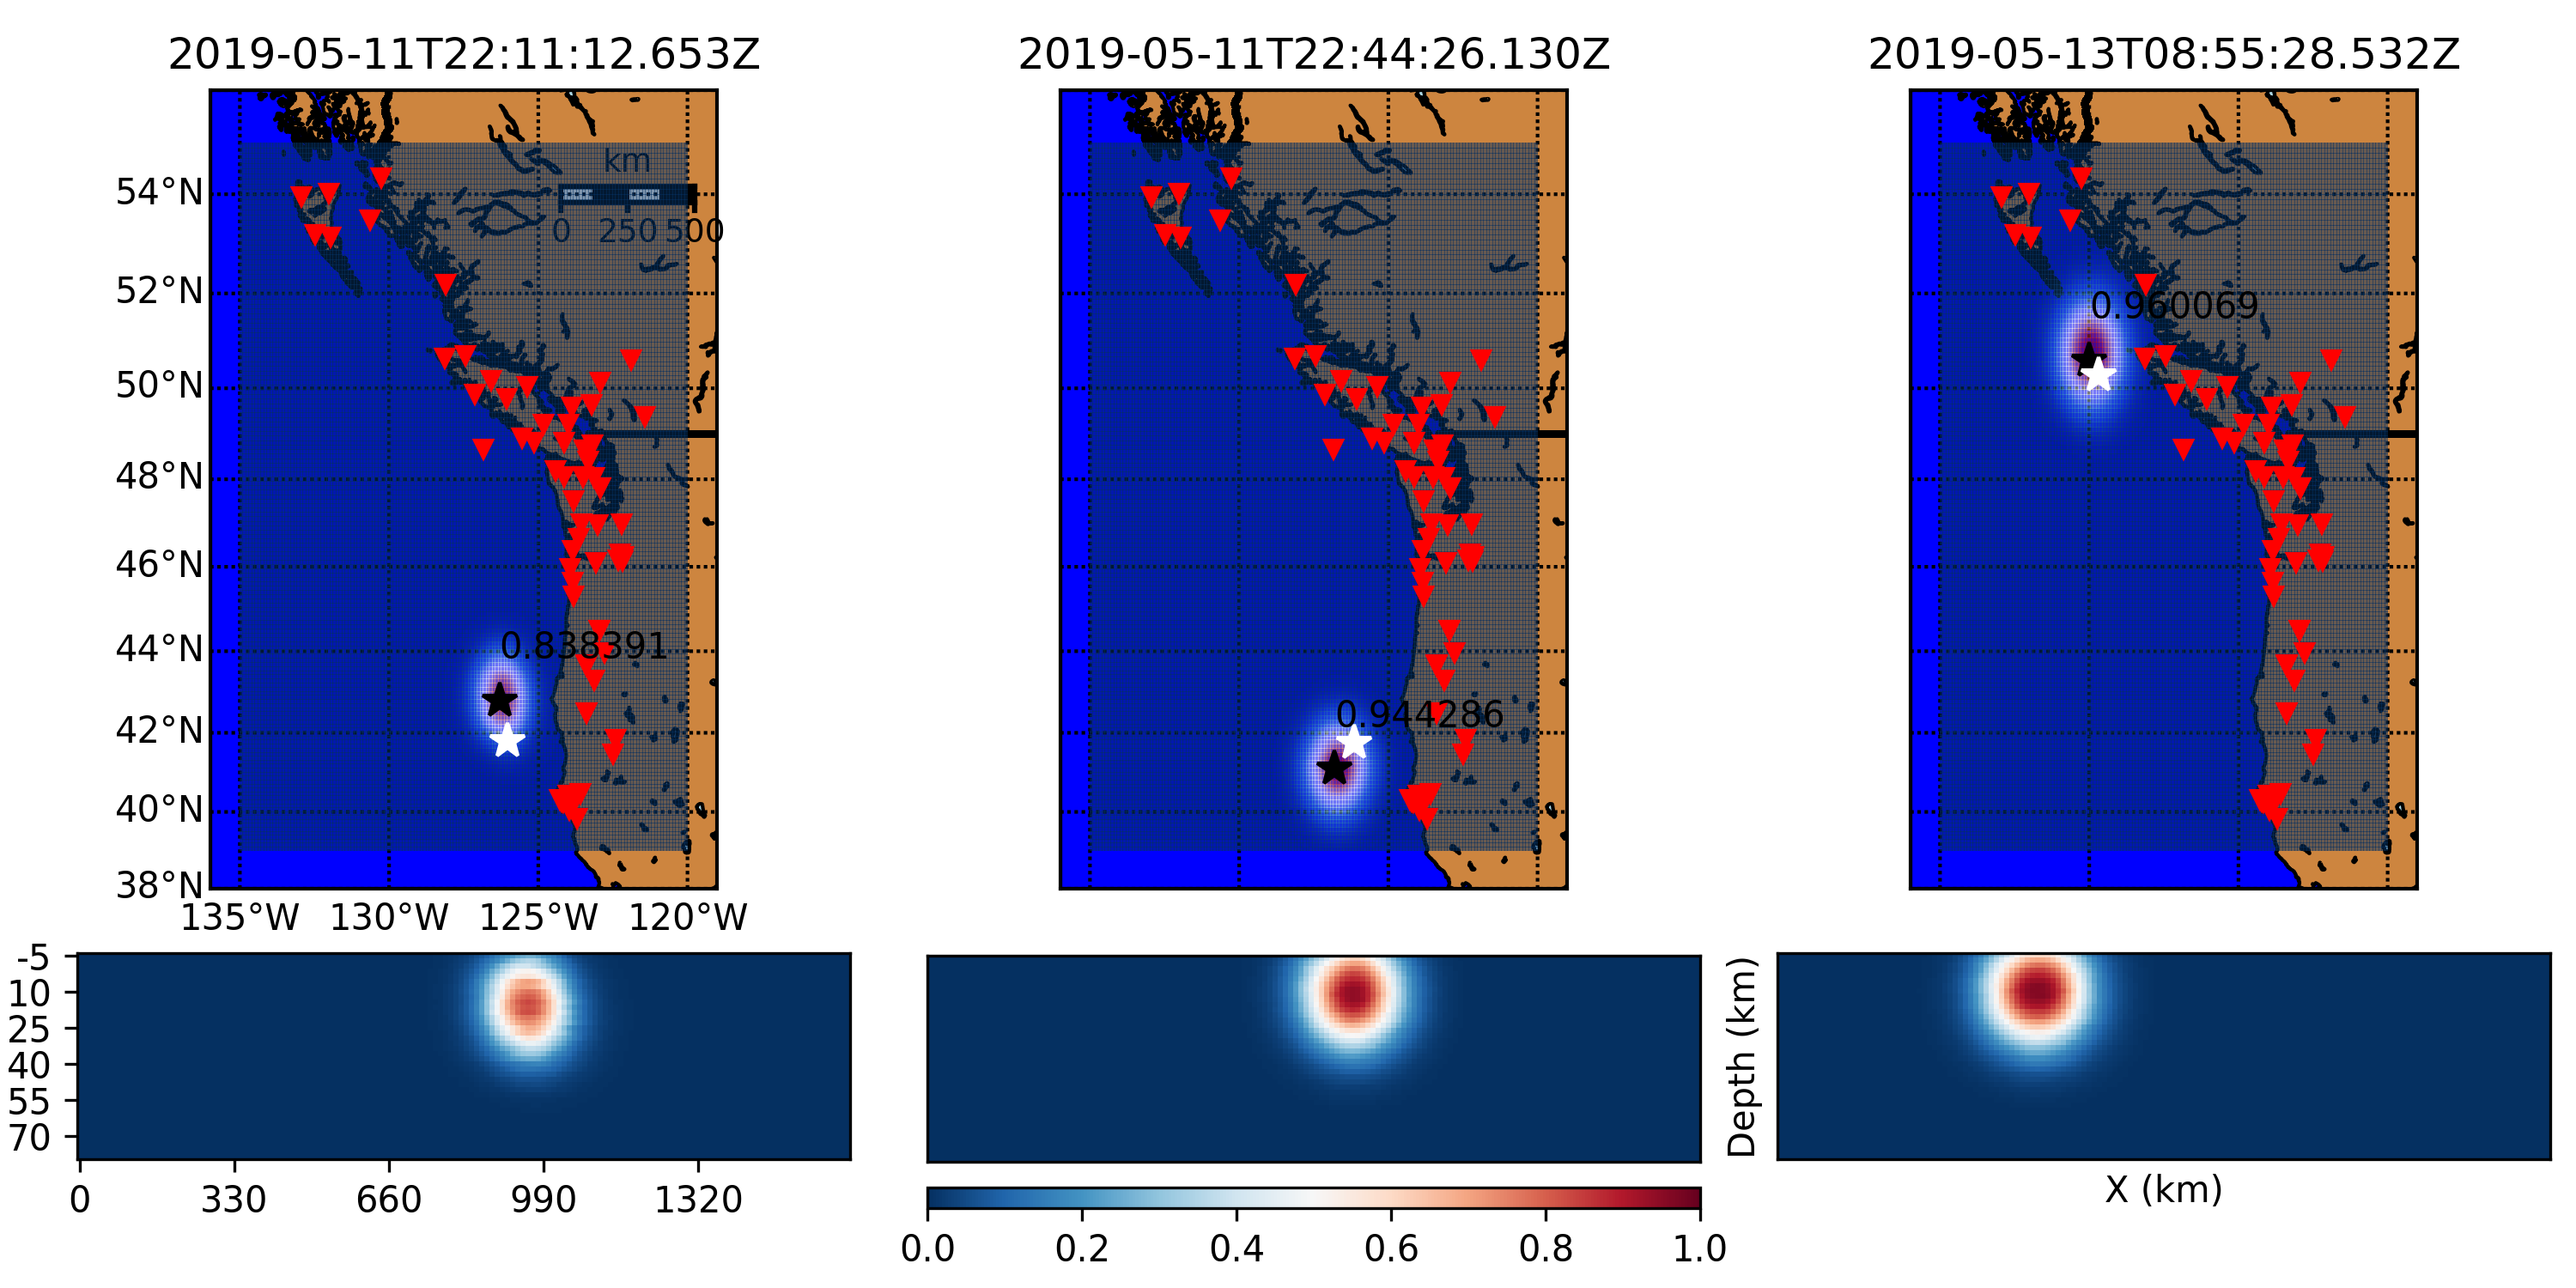 2019-05-11T22:11:12.653Z 2019-05-11T22:44:26.130Z 2019-05-13T08:55:28.532Z
km
54°N
0 250 500
52°N
0.960069
50°N
48°N
46°N
44°N
0.838391
42°N
0.944286
40°N
38°N
135°W 130°W 125°W 120°W
-5
10
25
40
55
70
Depth (km)
0 330 660 990 1320
X (km)
0.0 0.2 0.4 0.6 0.8 1.0